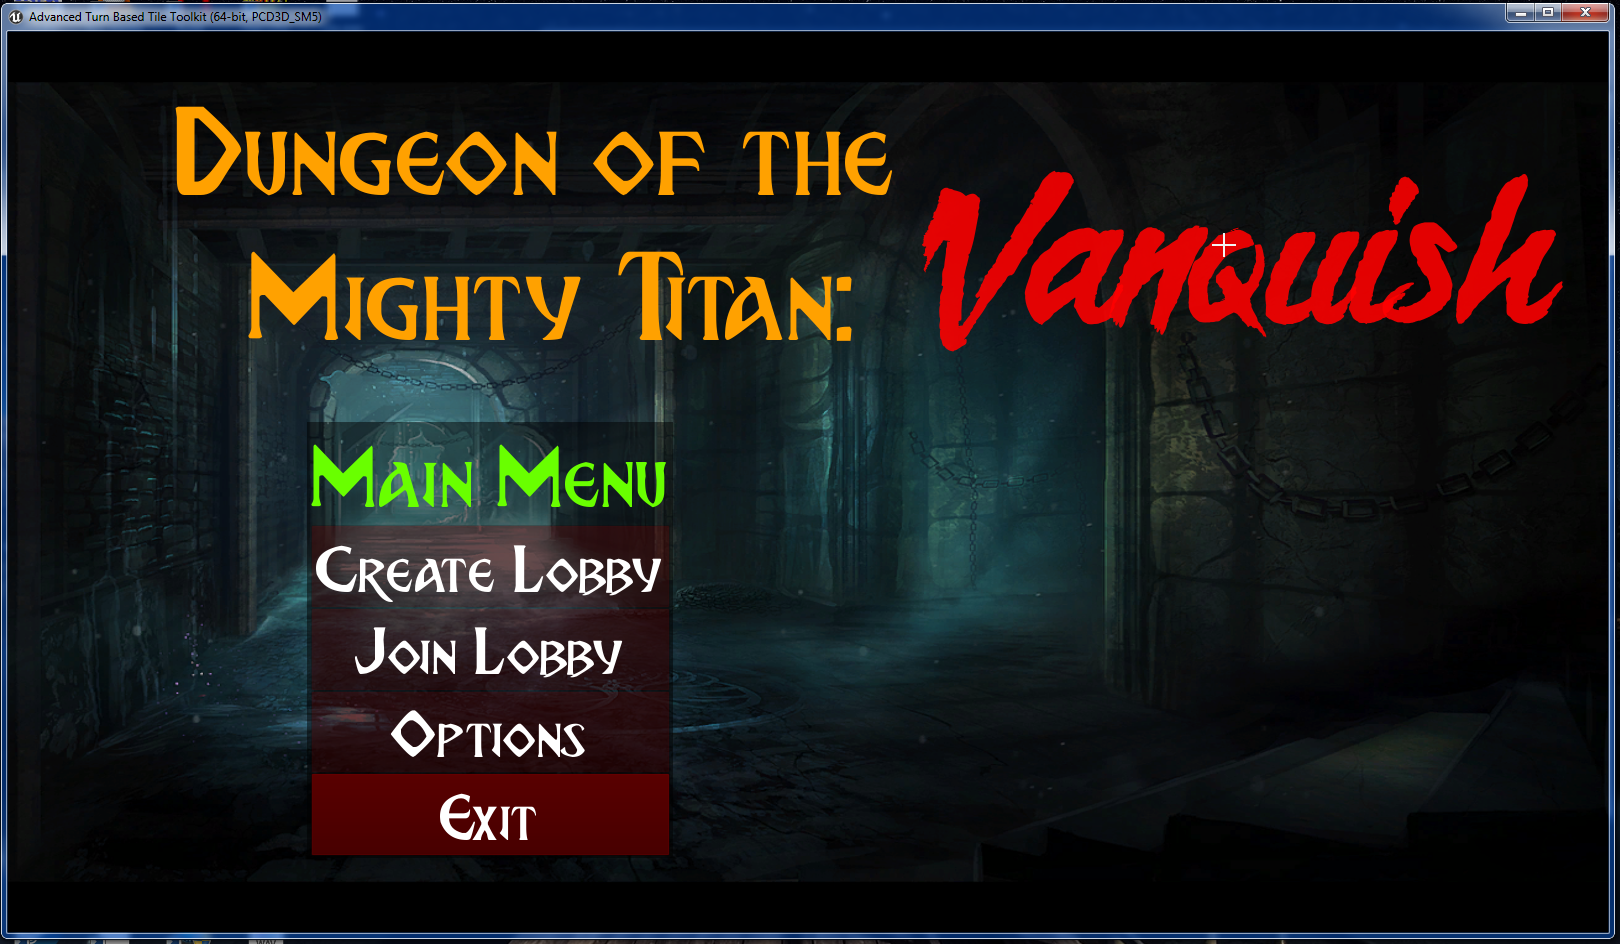 Advanced Turn Based Tile Toolkit (64-bit, PCD3D_SM5)
Dungeon of the
Mighty Titan:
Vanquish
Main Menu
Create Lobby
Join Lobby
Options
Exit